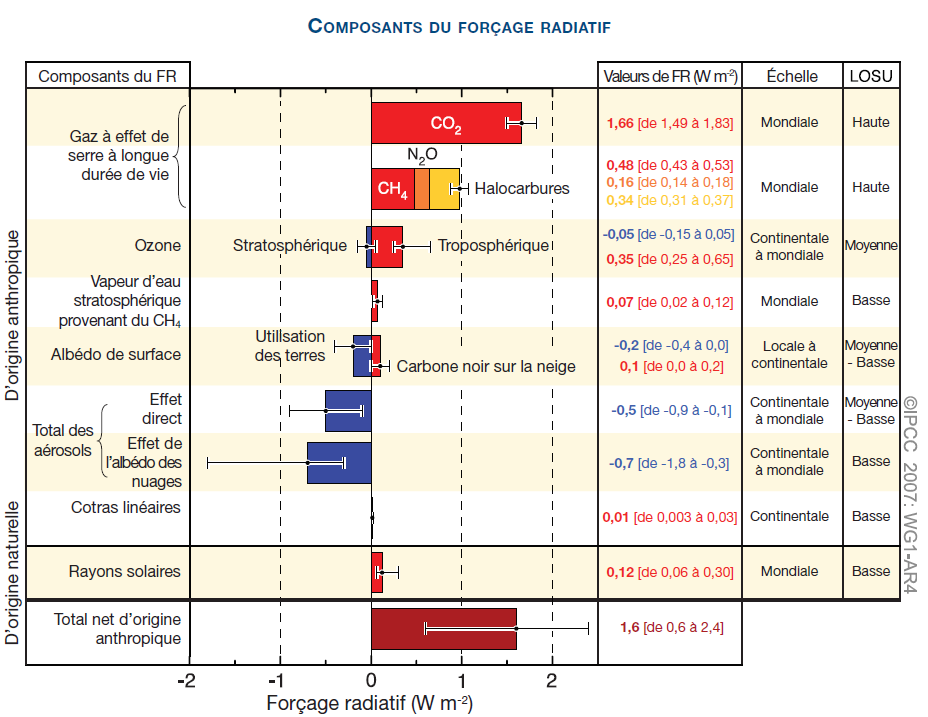 Composants du forçage radiatif
Composants du FR
Valeurs de FR (W m-2)
Échelle
LOSU
D’origine anthropique
Gaz à effet de
serre à longue
durée de vie
CO2
1,66 [de 1,49 à 1,83]
Mondiale
Haute
N2O
CH4
Halocarbures
0,48 [de 0,43 à 0,53]
0,16 [de 0,14 à 0,18]
0,34 [de 0,31 à 0,37]
Mondiale
Haute
Ozone
Stratosphérique
Troposphérique
-0,05 [de -0,15 à 0,05]
0,35 [de 0,25 à 0,65]
Continentale
à mondiale
Moyenne
Vapeur d’eau
stratosphérique
provenant du CH4
0,07 [de 0,02 à 0,12]
Mondiale
Basse
Albédo de surface
Utilisation
des terres
Carbone noir sur la neige
-0,2 [de -0,4 à 0,0]
0,1 [de 0,0 à 0,2]
Locale à
continentale
Moyenne
- Basse
Total des
aérosols
Effet
direct
-0,5 [de -0,9 à -0,1]
Continentale
à mondiale
Moyenne
- Basse
Effet de
l’albédo des
nuages
-0,7 [de -1,8 à -0,3]
Continentale
à mondiale
Basse
Cotras linéaires
0,01 [de 0,003 à 0,03]
Continentale
Basse
D’origine naturelle
Rayons solaires
0,12 [de 0,06 à 0,30]
Mondiale
Basse
Total net d’origine
anthropique
1,6 [de 0,6 à 2,4]
-2 -1 0 1 2
Forçage radiatif (W m-2)
©IPCC 2007: WG1-AR4